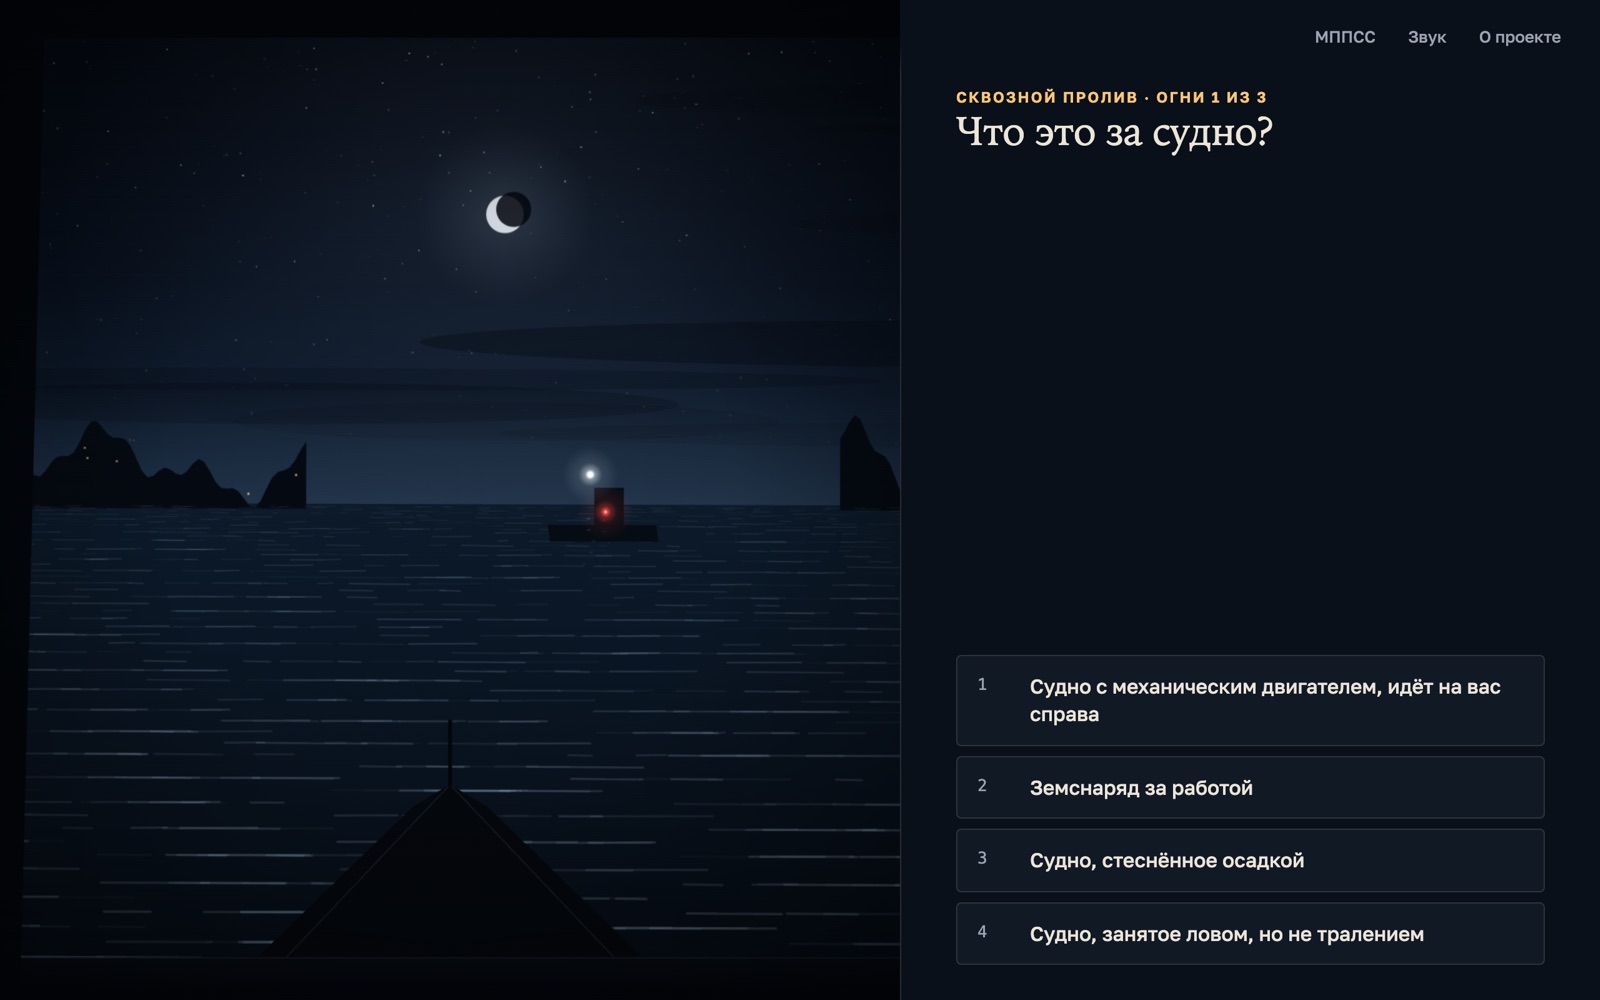 МППСС Звук О проекте
СКВОЗНОЙ ПРОЛИВ · ОГНИ 1 ИЗ 3
Что это за судно?
1 Судно с механическим двигателем, идёт на вас
справа
2 Земснаряд за работой
3 Судно, стеснённое осадкой
4 Судно, занятое ловом, но не тралением